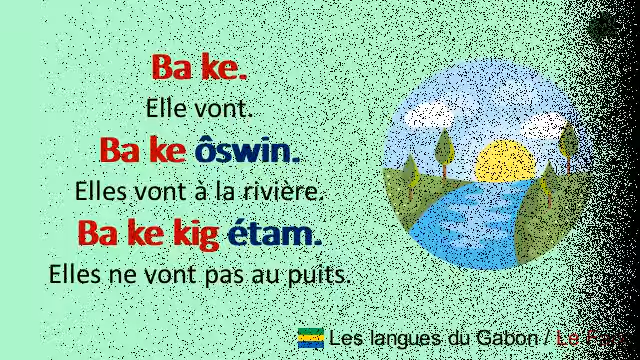 Ba ke.
Elle vont.
Ba ke ôswin.
Elles vont à la rivière.
Ba ke kig étam.
Elles ne vont pas au puits.
Les langues du Gabon / Le